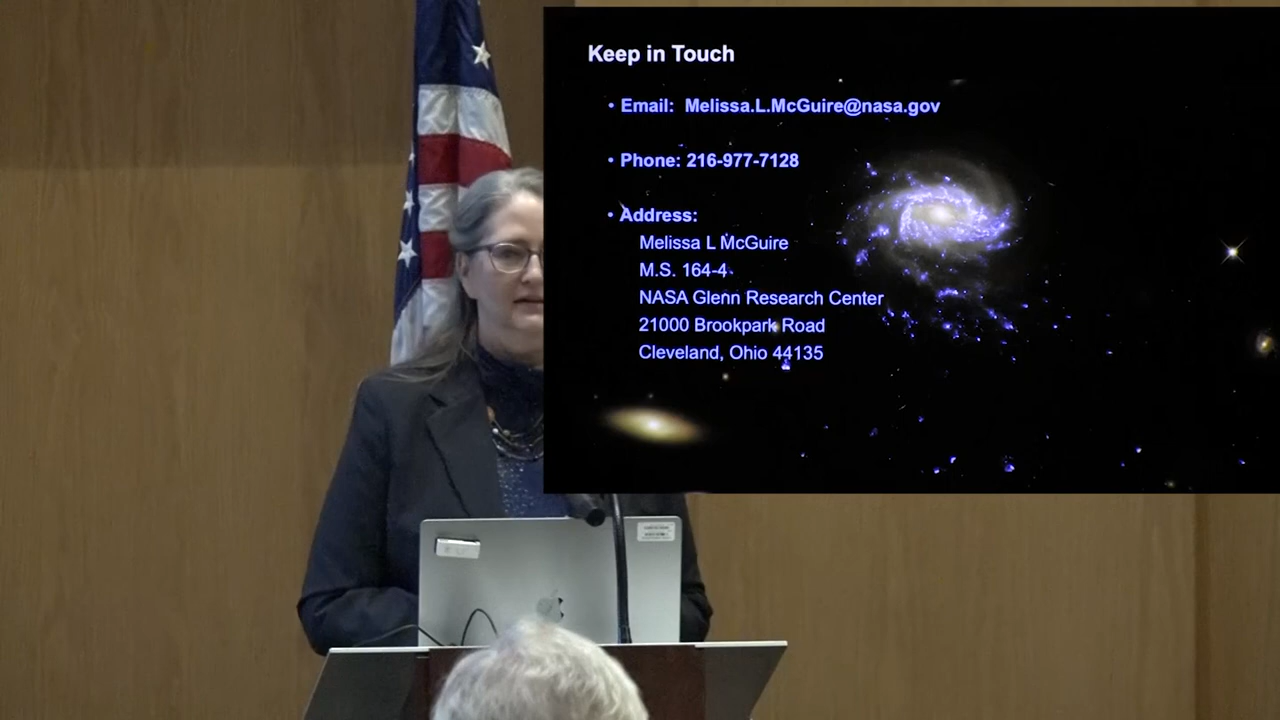 Keep in Touch
• Email: Melissa.L.McGuire@nasa.gov
• Phone: 216-977-7128
• Address:
Melissa L McGuire
M.S. 164-4
NASA Glenn Research Center
21000 Brookpark Road
Cleveland, Ohio 44135